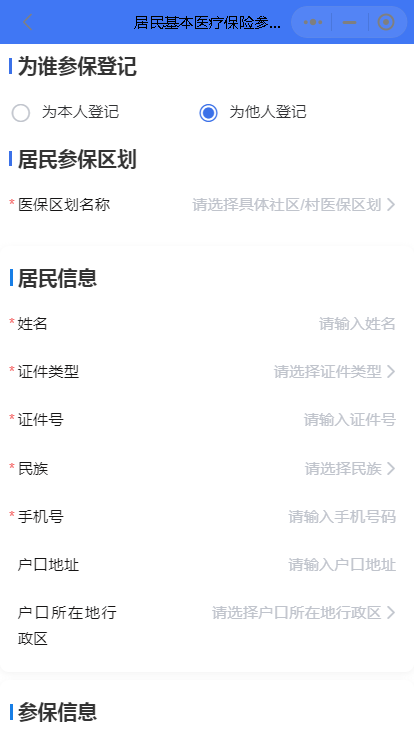 居民基本医疗保险参...
为谁参保登记
为本人登记
为他人登记
居民参保区划
*医保区划名称
请选择具体社区/村医保区划
居民信息
*姓名
请输入姓名
*证件类型
请选择证件类型
*证件号
请输入证件号
*民族
请选择民族
*手机号
请输入手机号码
户口地址
请输入户口地址
户口所在地行
政区
请选择户口所在地行政区
参保信息